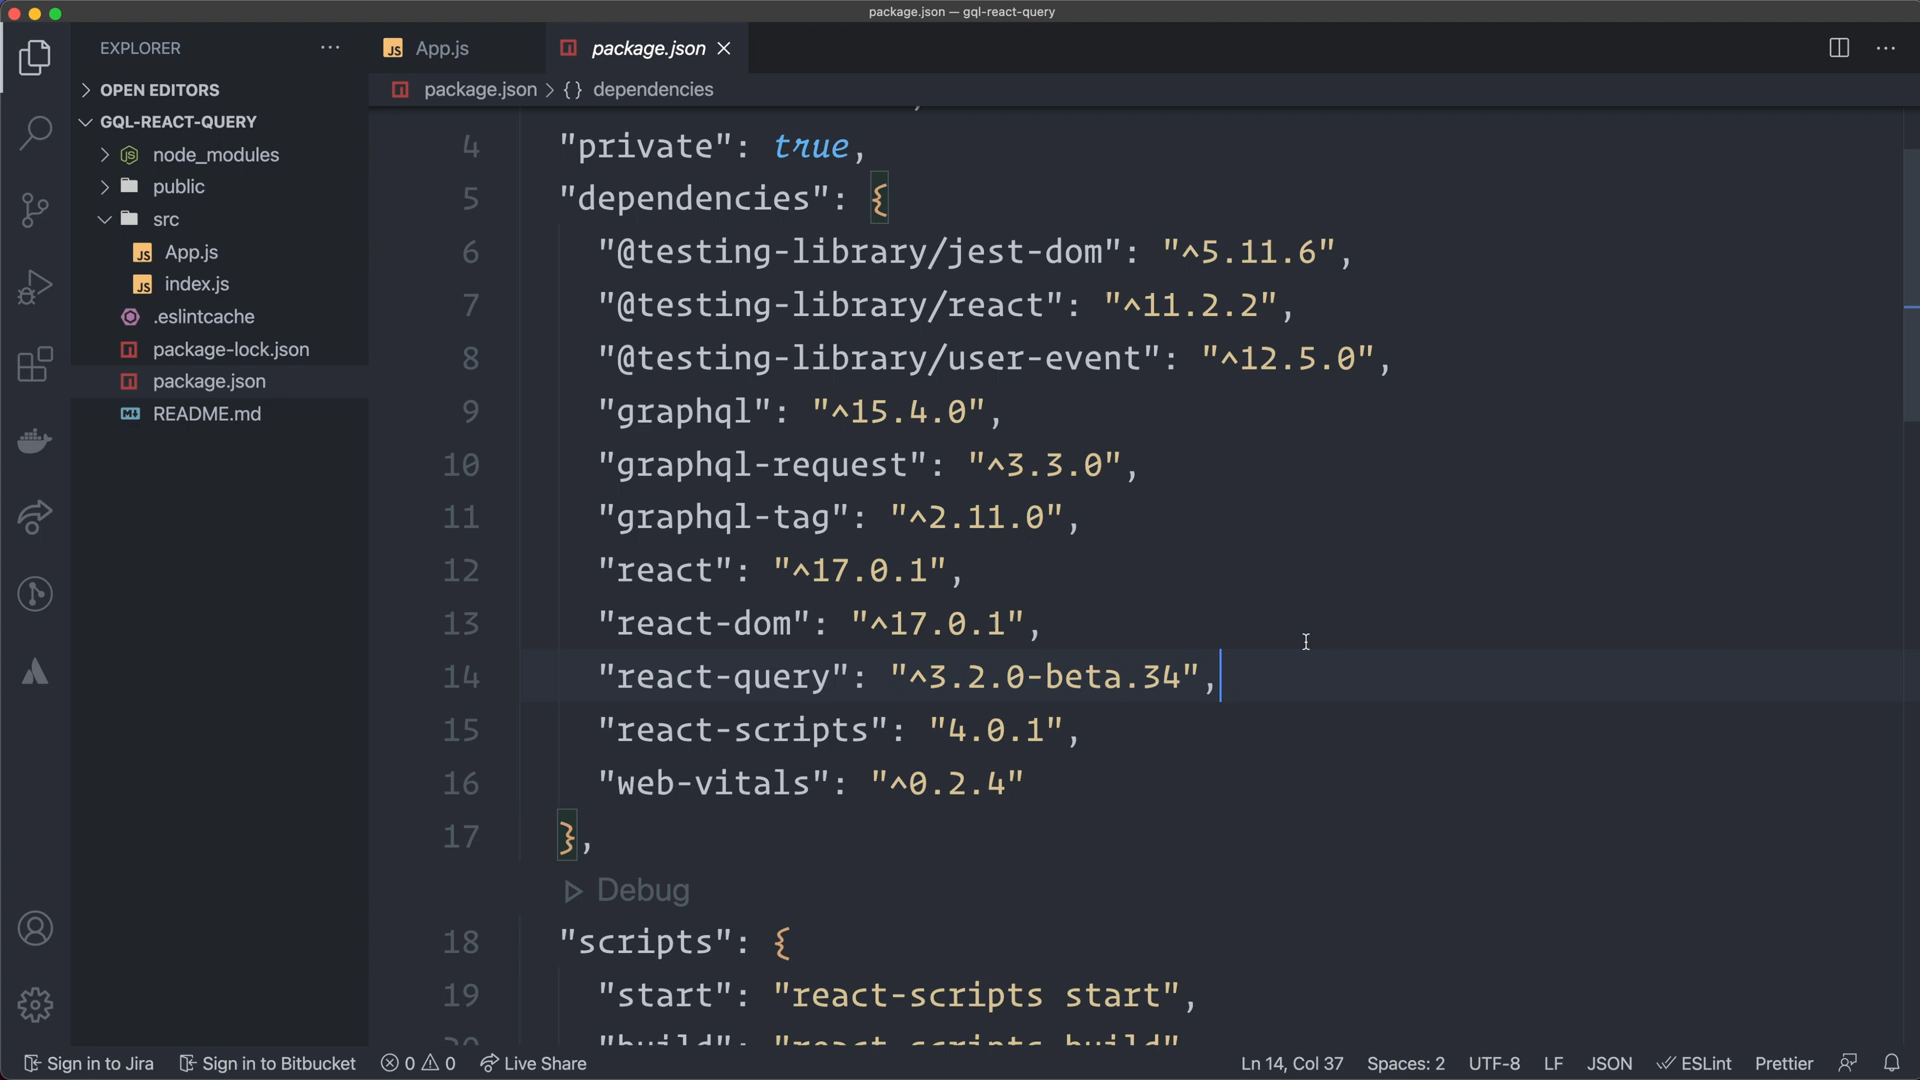 package.json — gql-react-query
EXPLORER
App.js
package.json
OPEN EDITORS
package.json > {} dependencies
GQL-REACT-QUERY
node_modules
public
src
App.js
index.js
.eslintcache
package-lock.json
package.json
README.md
4 "private": true,
5 "dependencies": {
6 "@testing-library/jest-dom": "^5.11.6",
7 "@testing-library/react": "^11.2.2",
8 "@testing-library/user-event": "^12.5.0",
9 "graphql": "^15.4.0",
10 "graphql-request": "^3.3.0",
11 "graphql-tag": "^2.11.0",
12 "react": "^17.0.1",
13 "react-dom": "^17.0.1",
14 "react-query": "^3.2.0-beta.34",
15 "react-scripts": "4.0.1",
16 "web-vitals": "^0.2.4"
17 },
Debug
18 "scripts": {
19 "start": "react-scripts start",
20 "build": "react-scripts build"
Sign in to Jira Sign in to Bitbucket 0 0 Live Share Ln 14, Col 37 Spaces: 2 UTF-8 LF JSON ESLint Prettier